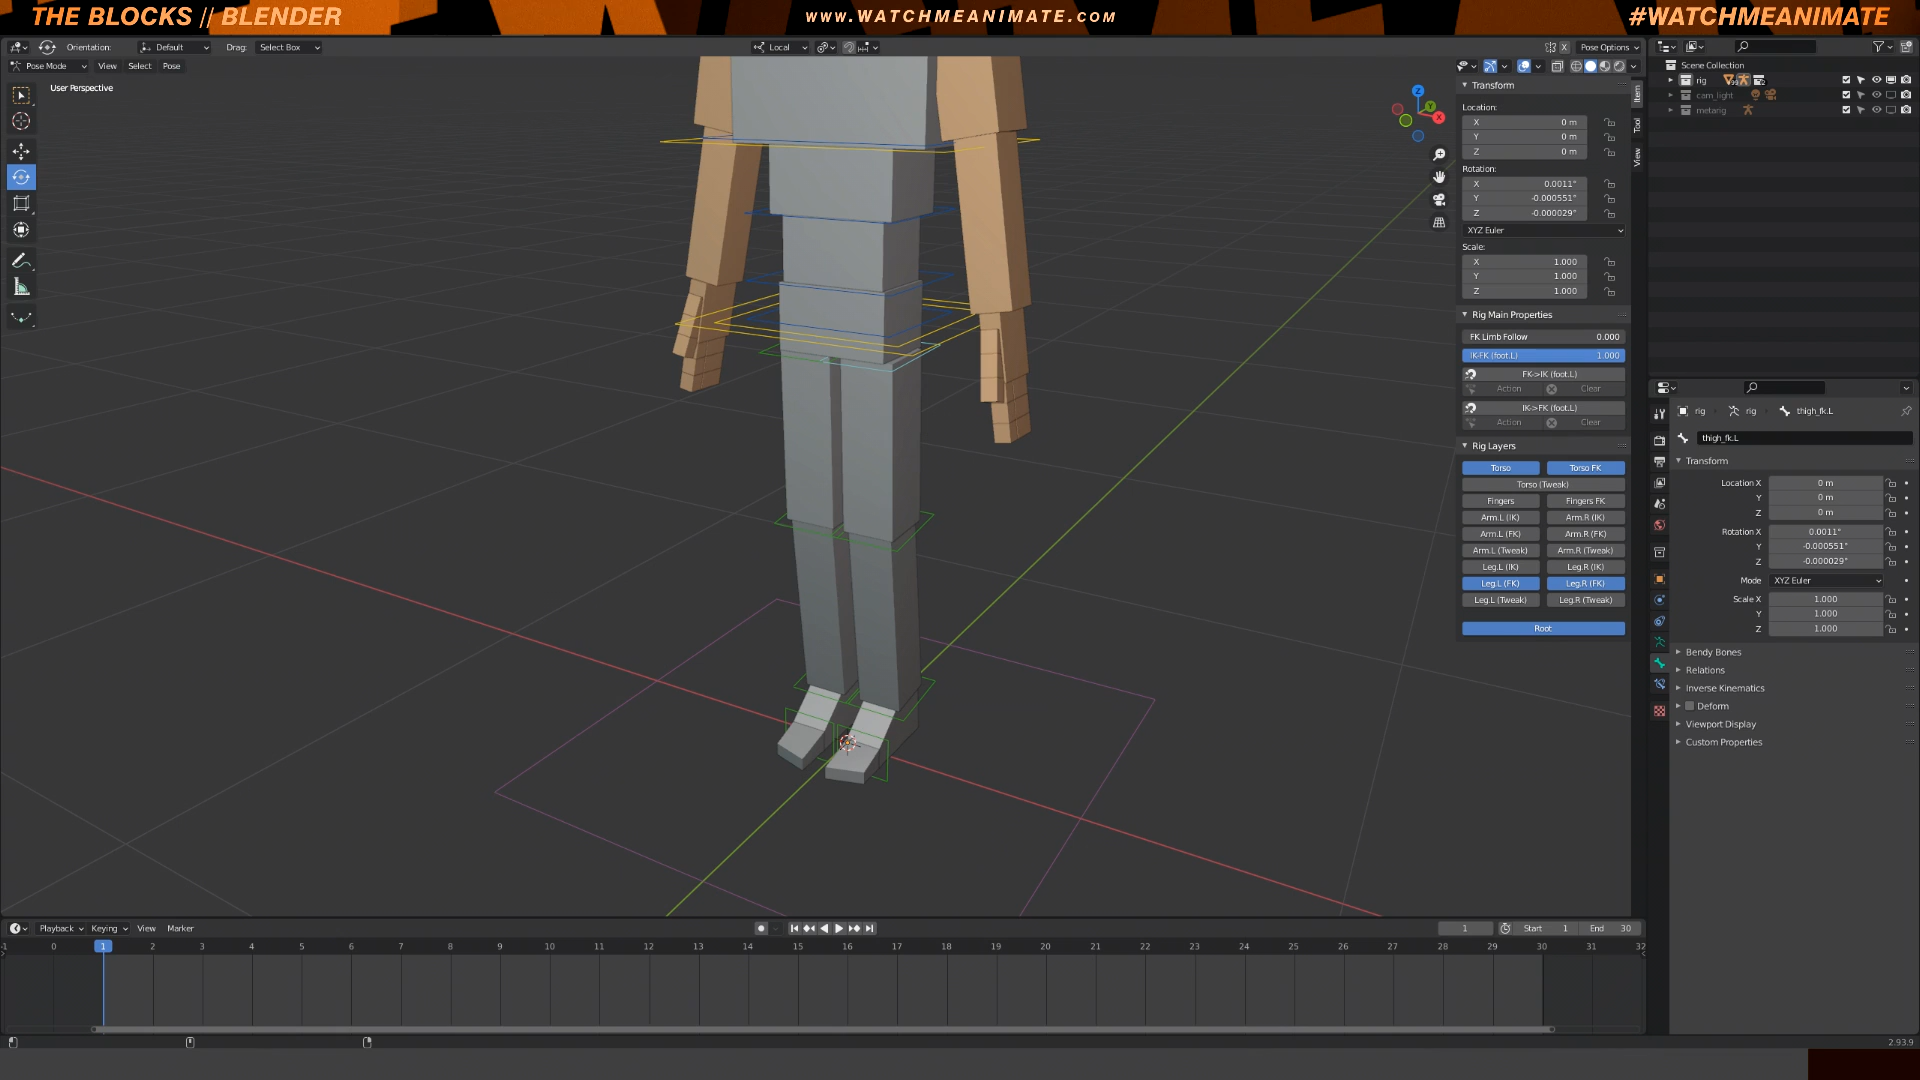 THE BLOCKS // BLENDER
www.WATCHMEANIMATE.com
#WATCHMEANIMATE
Orientation: Default Drag: Select Box
Local
X Pose Options
Pose Mode View Select Pose
User Perspective
Z
Y
X
Item
Tool
View
Transform
Location:
X 0 m
Y 0 m
Z 0 m
Rotation:
X 0.0011°
Y -0.000551°
Z -0.000029°
XYZ Euler
Scale:
X 1.000
Y 1.000
Z 1.000
Rig Main Properties
FK Limb Follow 0.000
IK-FK (foot.L) 1.000
FK->IK (foot.L)
Action Clear
IK->FK (foot.L)
Action Clear
Rig Layers
Torso Torso FK
Torso (Tweak)
Fingers Fingers FK
Arm.L (IK) Arm.R (IK)
Arm.L (FK) Arm.R (FK)
Arm.L (Tweak) Arm.R (Tweak)
Leg.L (IK) Leg.R (IK)
Leg.L (FK) Leg.R (FK)
Leg.L (Tweak) Leg.R (Tweak)
Root
Scene Collection
rig
cam_light
metarig
rig rig thigh_fk.L
thigh_fk.L
Transform
Location X 0 m
Y 0 m
Z 0 m
Rotation X 0.0011°
Y -0.000551°
Z -0.000029°
Mode XYZ Euler
Scale X 1.000
Y 1.000
Z 1.000
Bendy Bones
Relations
Inverse Kinematics
Deform
Viewport Display
Custom Properties
Playback Keying View Marker
1 Start 1 End 30
-1 0 1 2 3 4 5 6 7 8 9 10 11 12 13 14 15 16 17 18 19 20 21 22 23 24 25 26 27 28 29 30 31 32
2.93.9